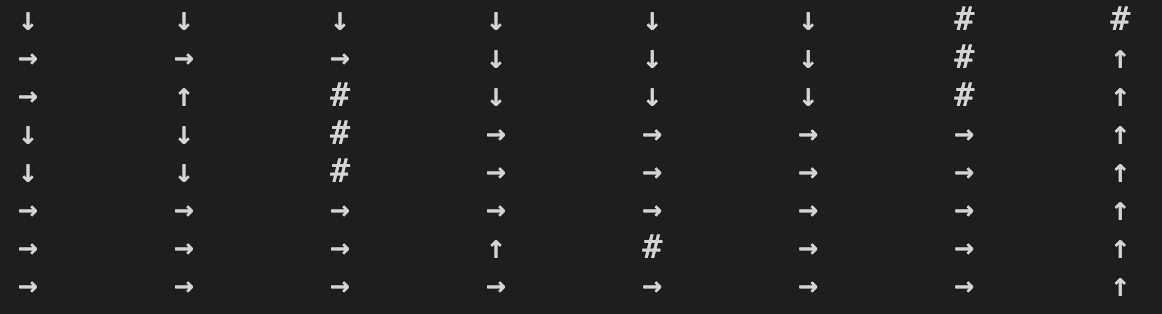 ↓ ↓ ↓ ↓ ↓ ↓ # #
→ → → ↓ ↓ ↓ # ↑
→ ↑ # ↓ ↓ ↓ # ↑
↓ ↓ # → → → → ↑
↓ ↓ # → → → → ↑
→ → → → → → → ↑
→ → → ↑ # → → ↑
→ → → → → → → ↑